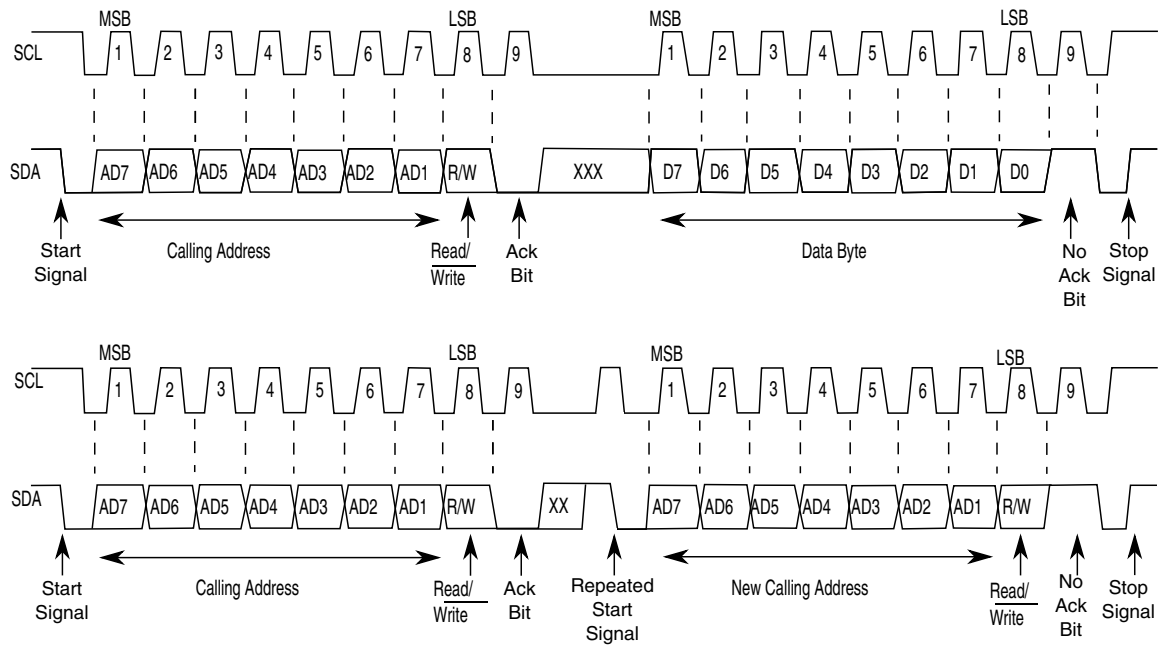 MSB LSB MSB LSB
SCL 1 2 3 4 5 6 7 8 9 1 2 3 4 5 6 7 8 9
SDA AD7 AD6 AD5 AD4 AD3 AD2 AD1 R/W XXX D7 D6 D5 D4 D3 D2 D1 D0
Start
Signal
Calling Address
Read/
Write
Ack
Bit
Data Byte
No
Ack
Bit
Stop
Signal
MSB LSB MSB LSB
SCL 1 2 3 4 5 6 7 8 9 1 2 3 4 5 6 7 8 9
SDA AD7 AD6 AD5 AD4 AD3 AD2 AD1 R/W XX AD7 AD6 AD5 AD4 AD3 AD2 AD1 R/W
Start
Signal
Calling Address
Read/
Write
Ack
Bit
Repeated
Start
Signal
New Calling Address
Read/
Write
No
Ack
Bit
Stop
Signal